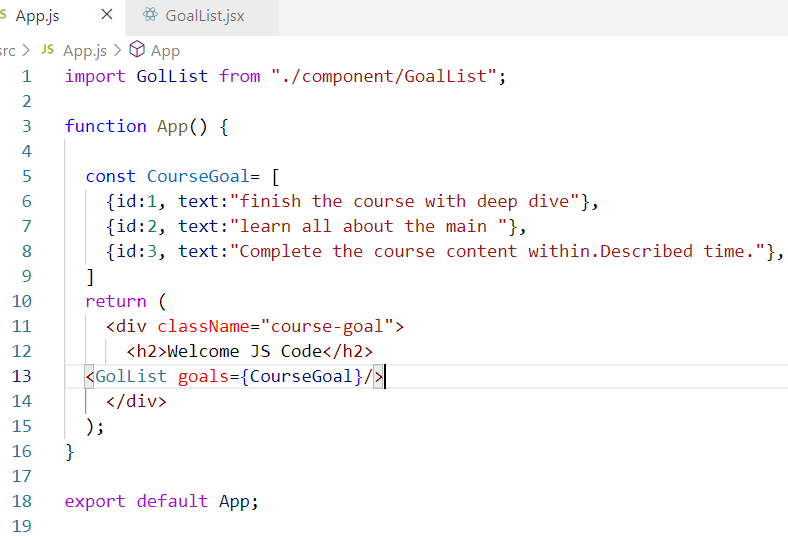 App.js
GoalList.jsx
src > JS App.js > App
1 import GolList from "./component/GoalList";
2
3 function App() {
4
5 const CourseGoal= [
6 {id:1, text:"finish the course with deep dive"},
7 {id:2, text:"learn all about the main "},
8 {id:3, text:"Complete the course content within.Described time."},
9 ]
10 return (
11 <div className="course-goal">
12 <h2>Welcome JS Code</h2>
13 <GolList goals={CourseGoal}/>
14 </div>
15 );
16 }
17
18 export default App;
19